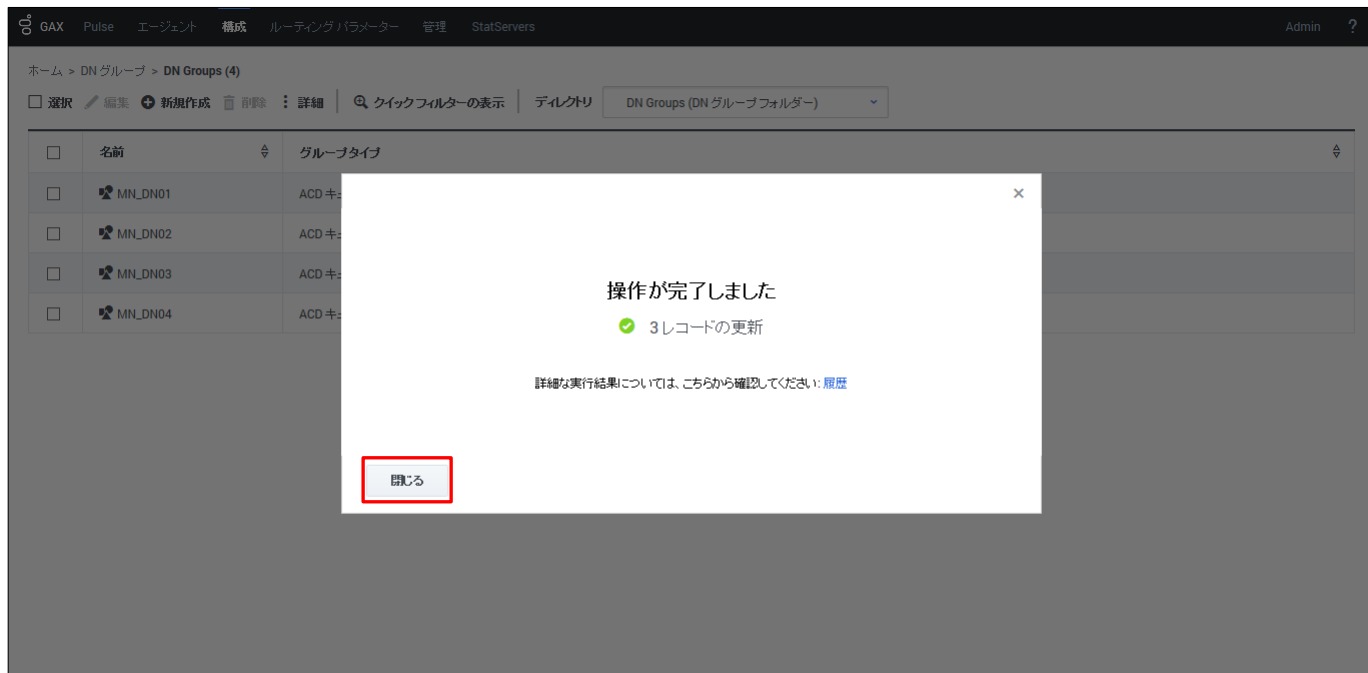 GAX Pulse エージェント 構成 ルーティング パラメーター 管理 StatServers Admin ?
ホーム > DN グループ > DN Groups (4)
選択 編集 新規作成 削除 詳細 クイックフィルターの表示 ディレクトリ DN Groups (DN グループフォルダー)
名前 グループタイプ
MN_DN01 ACD キュ
MN_DN02 ACD キュ
MN_DN03 ACD キュ
MN_DN04 ACD キュ
×
操作が完了しました
3 レコードの更新
詳細な実行結果については、こちらから確認してください: 履歴
閉じる